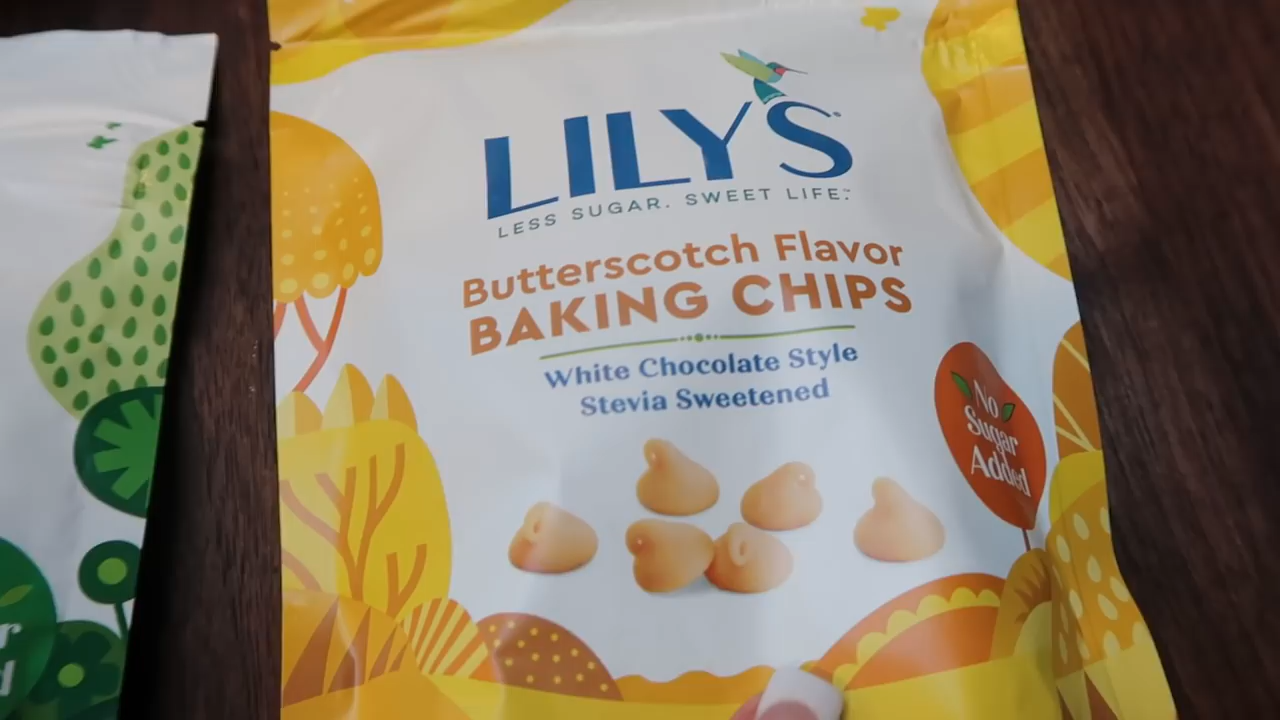 LILY'S
LESS SUGAR. SWEET LIFE.
Butterscotch Flavor
BAKING CHIPS
White Chocolate Style
Stevia Sweetened
No
Sugar
Added